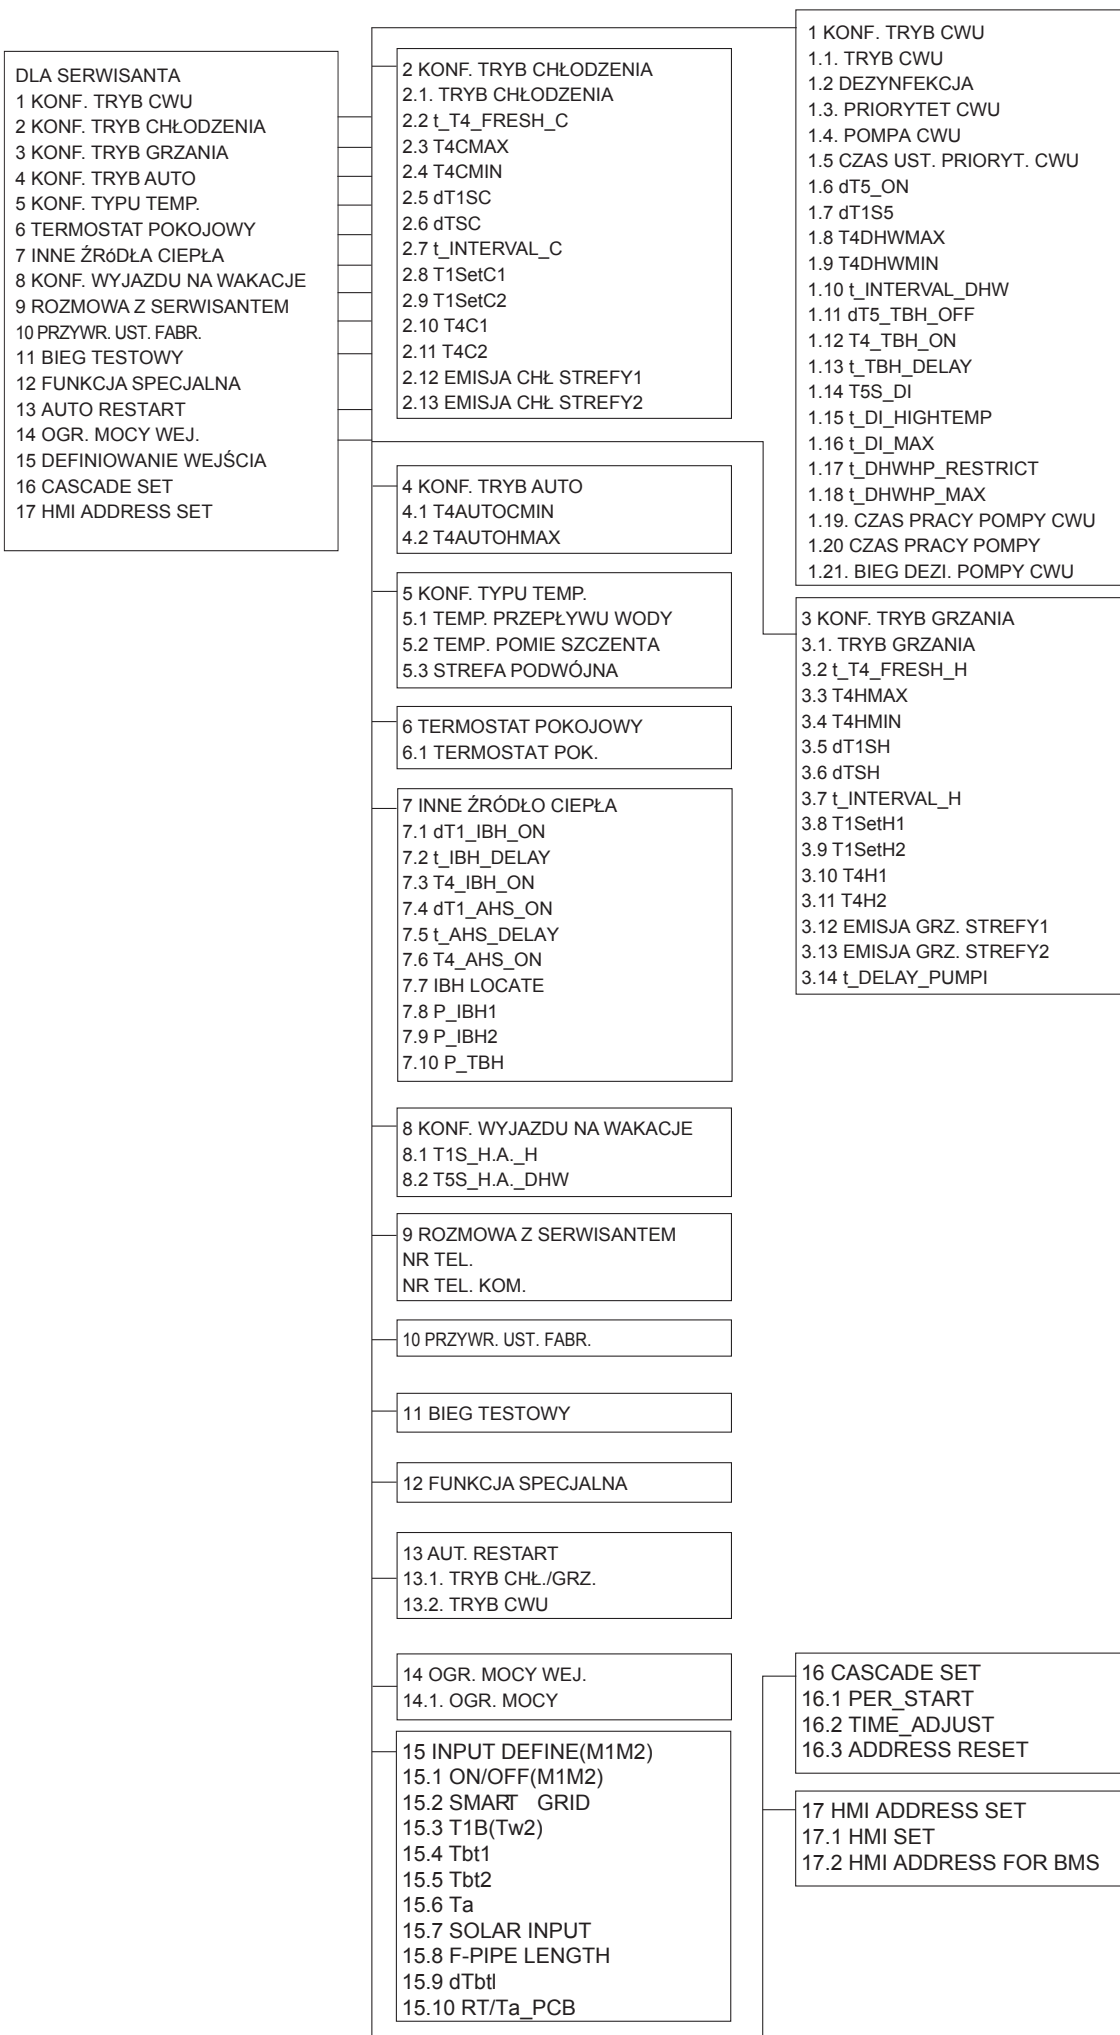 DLA SERWISANTA
1 KONF. TRYB CWU
2 KONF. TRYB CHŁODZENIA
3 KONF. TRYB GRZANIA
4 KONF. TRYB AUTO
5 KONF. TYPU TEMP.
6 TERMOSTAT POKOJOWY
7 INNE ŹRóDŁA CIEPŁA
8 KONF. WYJAZDU NA WAKACJE
9 ROZMOWA Z SERWISANTEM
10 PRZYWR. UST. FABR.
11 BIEG TESTOWY
12 FUNKCJA SPECJALNA
13 AUTO RESTART
14 OGR. MOCY WEJ.
15 DEFINIOWANIE WEJŚCIA
16 CASCADE SET
17 HMI ADDRESS SET
2 KONF. TRYB CHŁODZENIA
2.1. TRYB CHŁODZENIA
2.2 t_T4_FRESH_C
2.3 T4CMAX
2.4 T4CMIN
2.5 dT1SC
2.6 dTSC
2.7 t_INTERVAL_C
2.8 T1SetC1
2.9 T1SetC2
2.10 T4C1
2.11 T4C2
2.12 EMISJA CHŁ STREFY1
2.13 EMISJA CHŁ STREFY2
1 KONF. TRYB CWU
1.1. TRYB CWU
1.2 DEZYNFEKCJA
1.3. PRIORYTET CWU
1.4. POMPA CWU
1.5 CZAS UST. PRIORYT. CWU
1.6 dT5_ON
1.7 dT1S5
1.8 T4DHWMAX
1.9 T4DHWMIN
1.10 t_INTERVAL_DHW
1.11 dT5_TBH_OFF
1.12 T4_TBH_ON
1.13 t_TBH_DELAY
1.14 T5S_DI
1.15 t_DI_HIGHTEMP
1.16 t_DI_MAX
1.17 t_DHWHP_RESTRICT
1.18 t_DHWHP_MAX
1.19. CZAS PRACY POMPY CWU
1.20 CZAS PRACY POMPY
1.21. BIEG DEZI. POMPY CWU
4 KONF. TRYB AUTO
4.1 T4AUTOCMIN
4.2 T4AUTOHMAX
5 KONF. TYPU TEMP.
5.1 TEMP. PRZEPŁYWU WODY
5.2 TEMP. POMIE SZCZENTA
5.3 STREFA PODWÓJNA
6 TERMOSTAT POKOJOWY
6.1 TERMOSTAT POK.
3 KONF. TRYB GRZANIA
3.1. TRYB GRZANIA
3.2 t_T4_FRESH_H
3.3 T4HMAX
3.4 T4HMIN
3.5 dT1SH
3.6 dTSH
3.7 t_INTERVAL_H
3.8 T1SetH1
3.9 T1SetH2
3.10 T4H1
3.11 T4H2
3.12 EMISJA GRZ. STREFY1
3.13 EMISJA GRZ. STREFY2
3.14 t_DELAY_PUMPI
7 INNE ŹRÓDŁO CIEPŁA
7.1 dT1_IBH_ON
7.2 t_IBH_DELAY
7.3 T4_IBH_ON
7.4 dT1_AHS_ON
7.5 t_AHS_DELAY
7.6 T4_AHS_ON
7.7 IBH LOCATE
7.8 P_IBH1
7.9 P_IBH2
7.10 P_TBH
8 KONF. WYJAZDU NA WAKACJE
8.1 T1S_H.A._H
8.2 T5S_H.A._DHW
9 ROZMOWA Z SERWISANTEM
NR TEL.
NR TEL. KOM.
10 PRZYWR. UST. FABR.
11 BIEG TESTOWY
12 FUNKCJA SPECJALNA
13 AUT. RESTART
13.1. TRYB CHŁ./GRZ.
13.2. TRYB CWU
14 OGR. MOCY WEJ.
14.1. OGR. MOCY
15 INPUT DEFINE(M1M2)
15.1 ON/OFF(M1M2)
15.2 SMART GRID
15.3 T1B(Tw2)
15.4 Tbt1
15.5 Tbt2
15.6 Ta
15.7 SOLAR INPUT
15.8 F-PIPE LENGTH
15.9 dTbtl
15.10 RT/Ta_PCB
16 CASCADE SET
16.1 PER_START
16.2 TIME_ADJUST
16.3 ADDRESS RESET
17 HMI ADDRESS SET
17.1 HMI SET
17.2 HMI ADDRESS FOR BMS